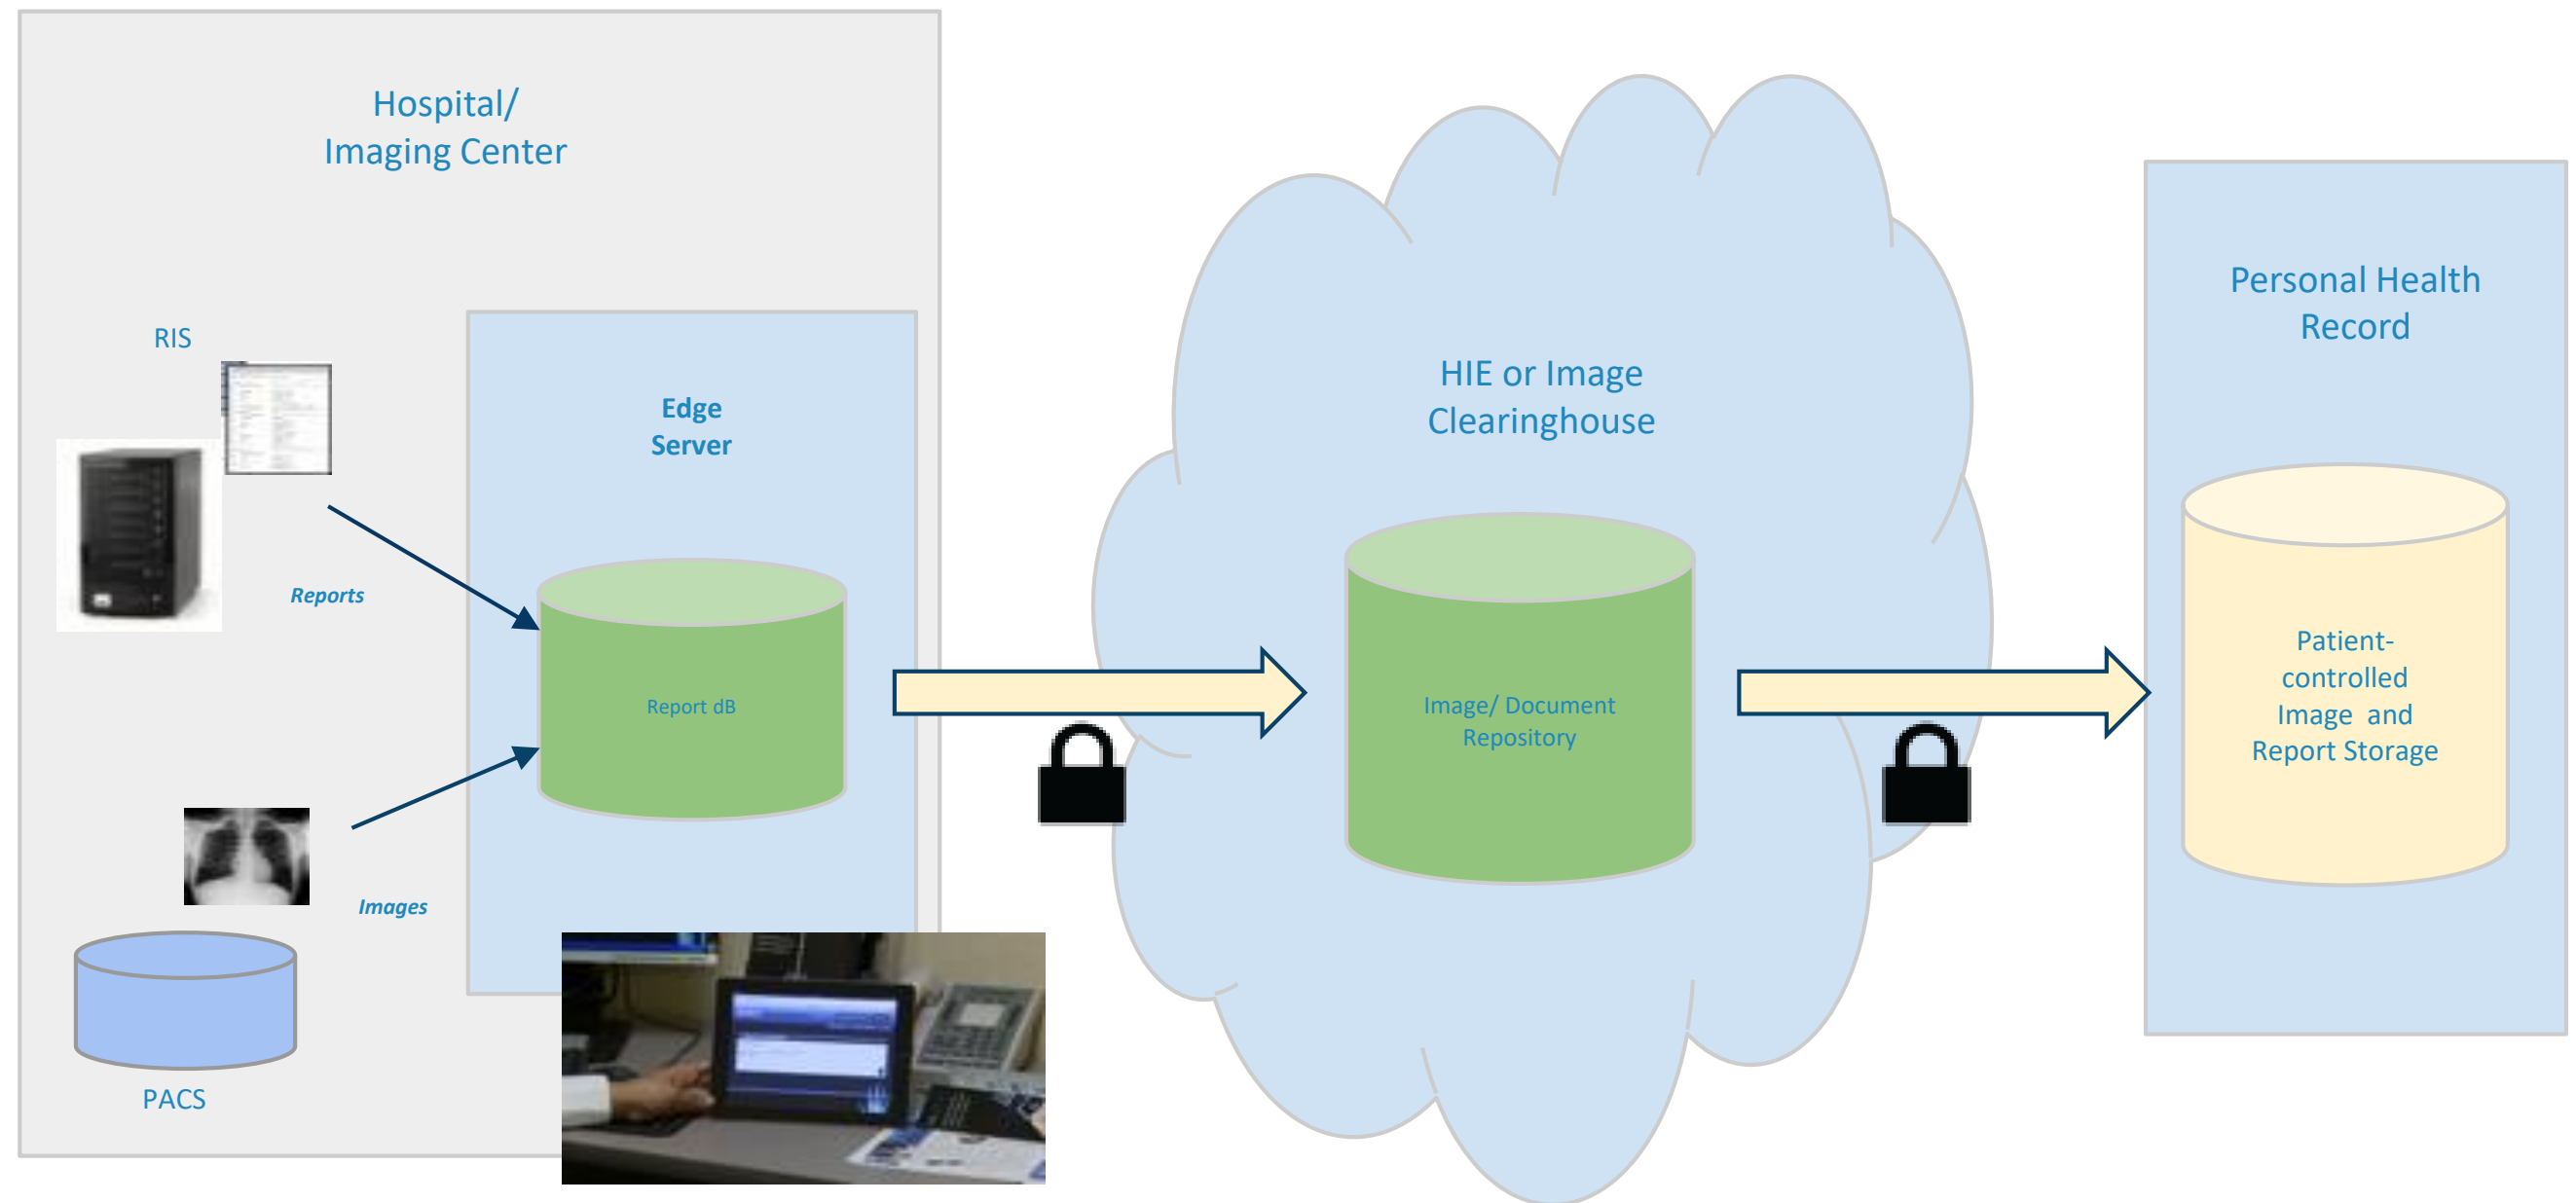 Hospital/
Imaging Center
RIS
Reports
Images
PACS
Edge
Server
Report dB
HIE or Image
Clearinghouse
Image/ Document
Repository
Personal Health
Record
Patient-
controlled
Image  and
Report Storage